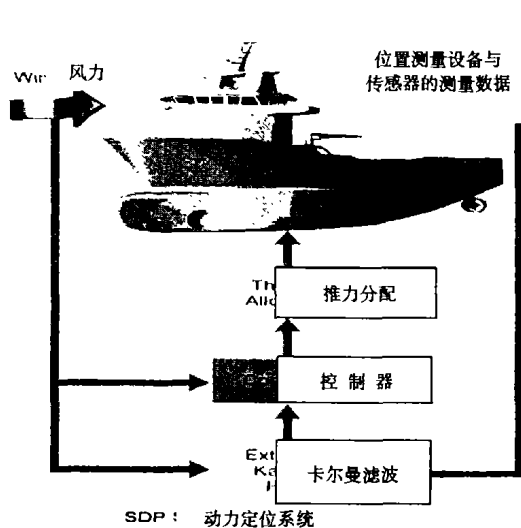 位置测量设备与
传感器的测量数据
风力
推力分配
控 制 器
卡尔曼滤波
SDP
动力定位系统